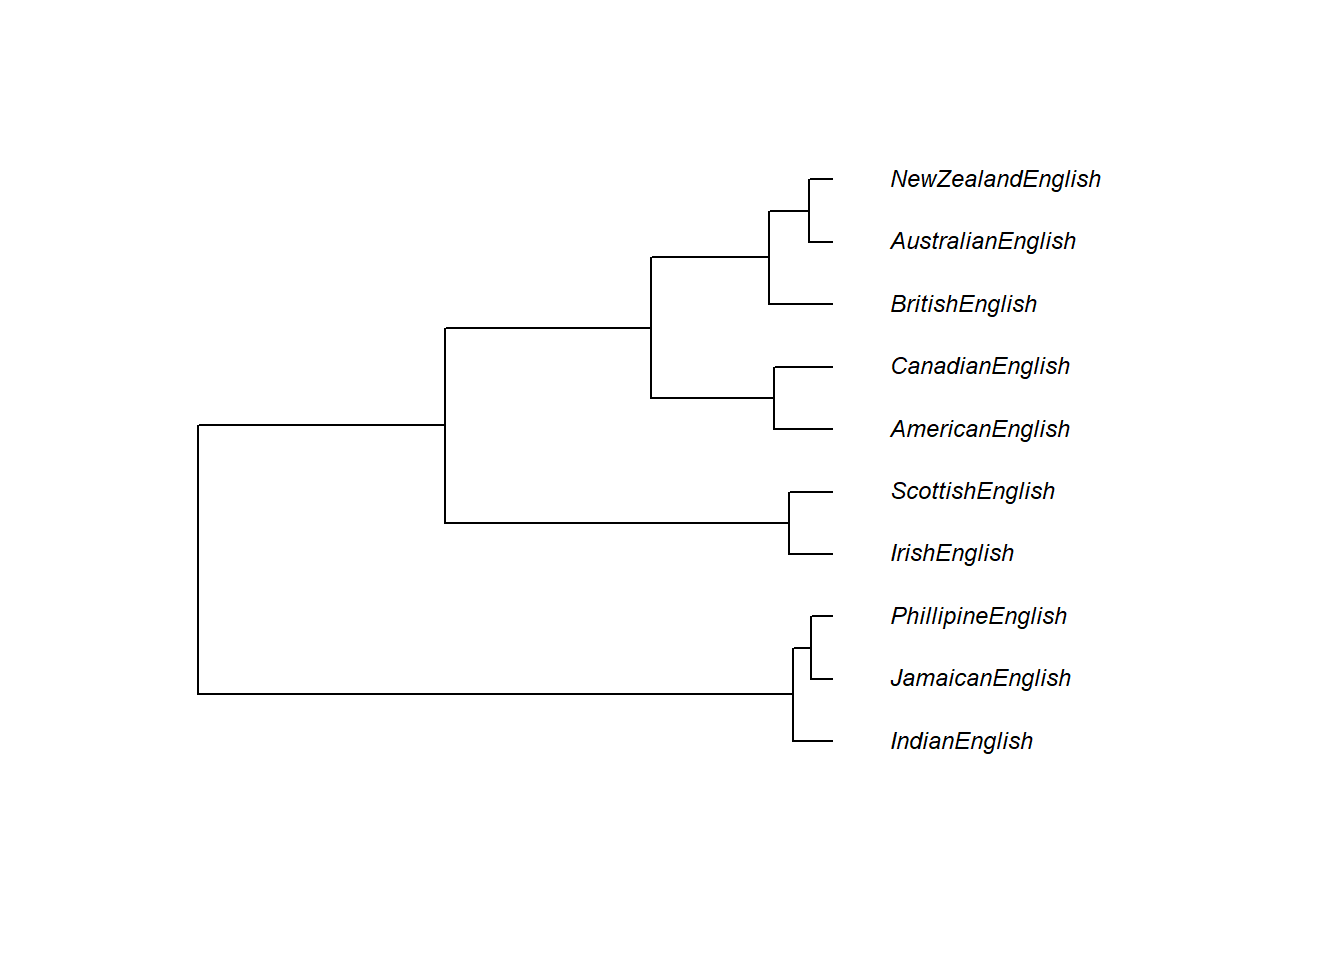 NewZealandEnglish
AustralianEnglish
BritishEnglish
CanadianEnglish
AmericanEnglish
ScottishEnglish
IrishEnglish
PhillipineEnglish
JamaicanEnglish
IndianEnglish